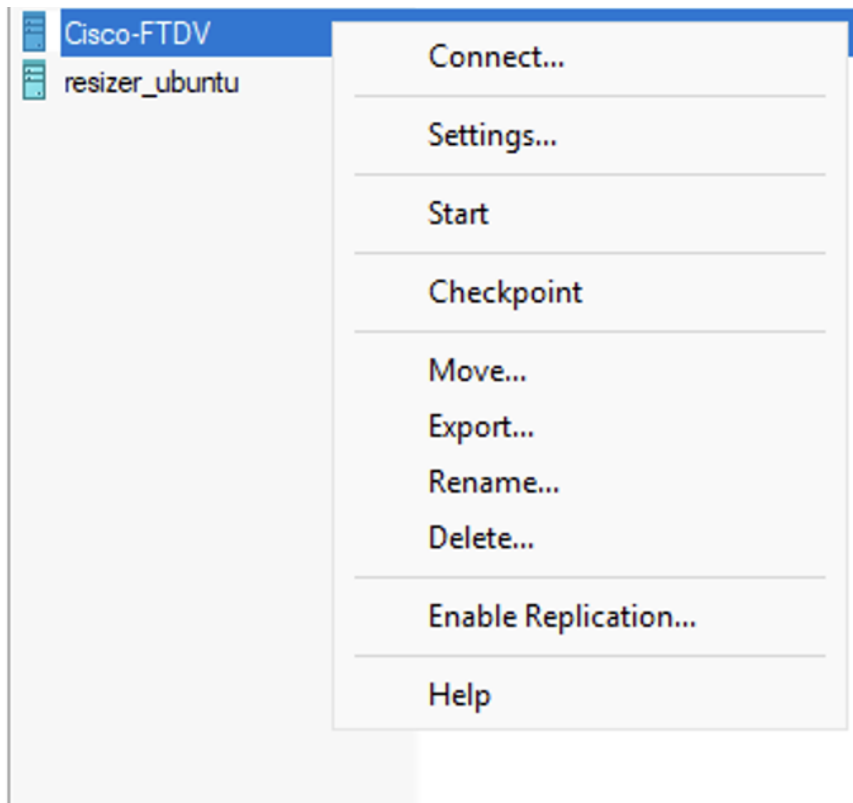 Cisco-FTDV
resizer_ubuntu
Connect...
Settings...
Start
Checkpoint
Move...
Export...
Rename...
Delete...
Enable Replication...
Help